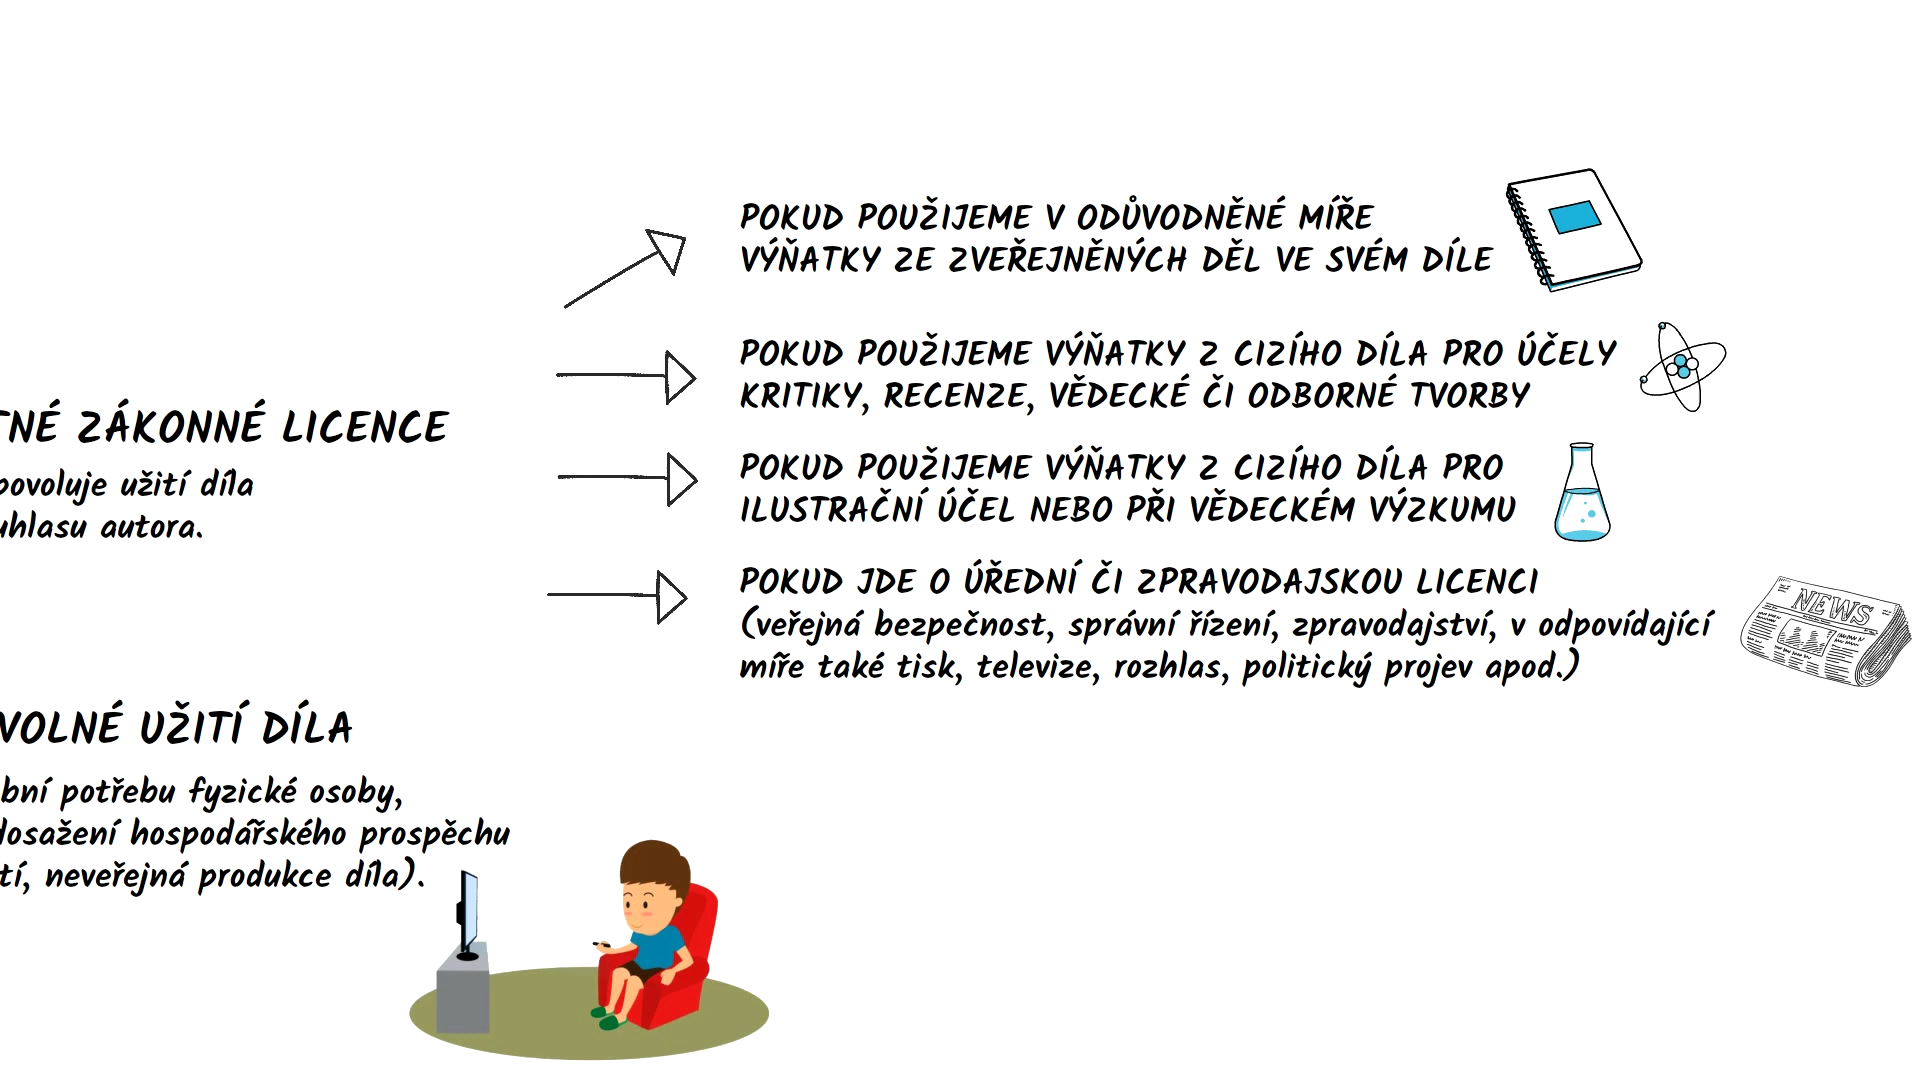 POKUD POUŽIJEME V ODŮVODNĚNÉ MÍŘE
VÝŇATKY ZE ZVEŘEJNĚNÝCH DĚL VE SVÉM DÍLE
POKUD POUŽIJEME VÝŇATKY Z CIZÍHO DÍLA PRO ÚČELY
KRITIKY, RECENZE, VĚDECKÉ ČI ODBORNÉ TVORBY
TNÉ ZÁKONNÉ LICENCE
povoluje užití díla
uhlasu autora.
POKUD POUŽIJEME VÝŇATKY Z CIZÍHO DÍLA PRO
ILUSTRAČNÍ ÚČEL NEBO PŘI VĚDECKÉM VÝZKUMU
POKUD JDE O ÚŘEDNÍ ČI ZPRAVODAJSKOU LICENCI
(veřejná bezpečnost, správní řízení, zpravodajství, v odpovídající
míře také tisk, televize, rozhlas, politický projev apod.)
NEWS
VOLNÉ UŽITÍ DÍLA
bní potřebu fyzické osoby,
dosažení hospodářského prospěchu
tí, neveřejná produkce díla).